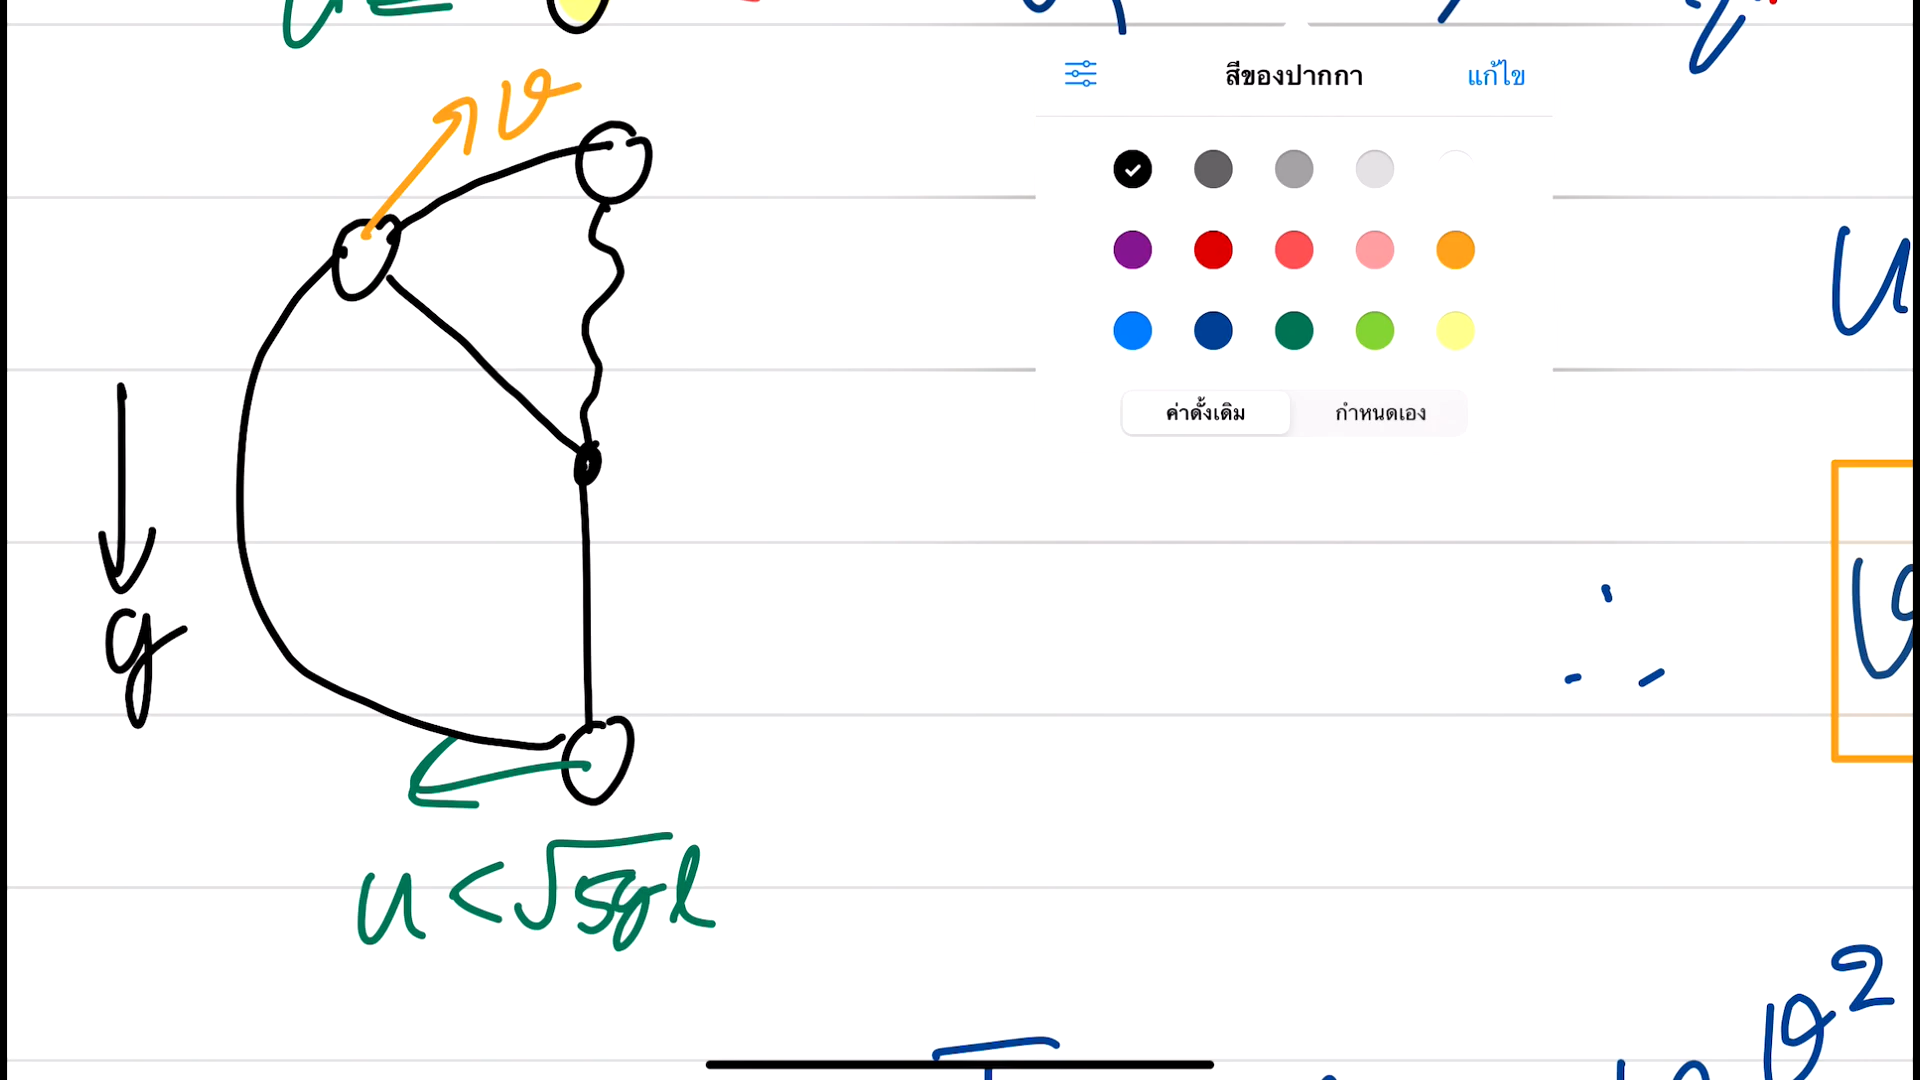 สีของปากกา แก้ไข
v
u
ค่าดั้งเดิม กำหนดเอง
g
u < √5gl
v²